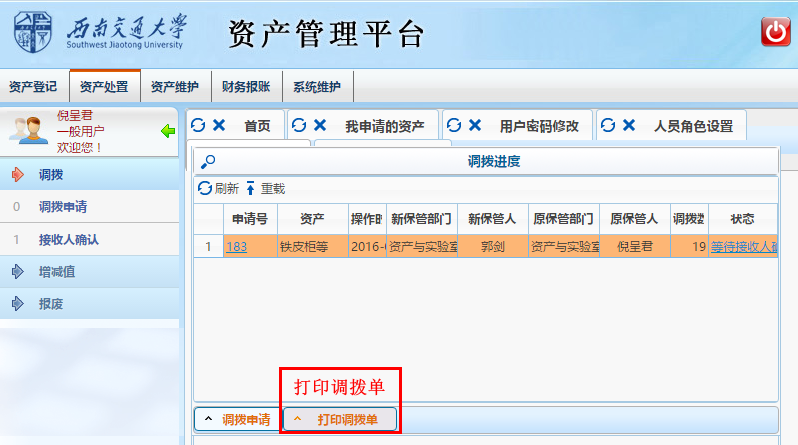 西南交通大学
Southwest Jiaotong University
资产管理平台
资产登记 资产处置 资产维护 财务报账 系统维护
倪呈君
一般用户
欢迎您！
首页 我申请的资产 用户密码修改 人员角色设置
调拨
0 调拨申请
1 接收人确认
增减值
报废
调拨进度
刷新 重载
申请号 资产 操作时 新保管部门 新保管人 原保管部门 原保管人 调拨总 状态
1 183 铁皮柜等 2016-0 资产与实验室 郭剑 资产与实验室 倪呈君 19 等待接收人确
打印调拨单
调拨申请 打印调拨单